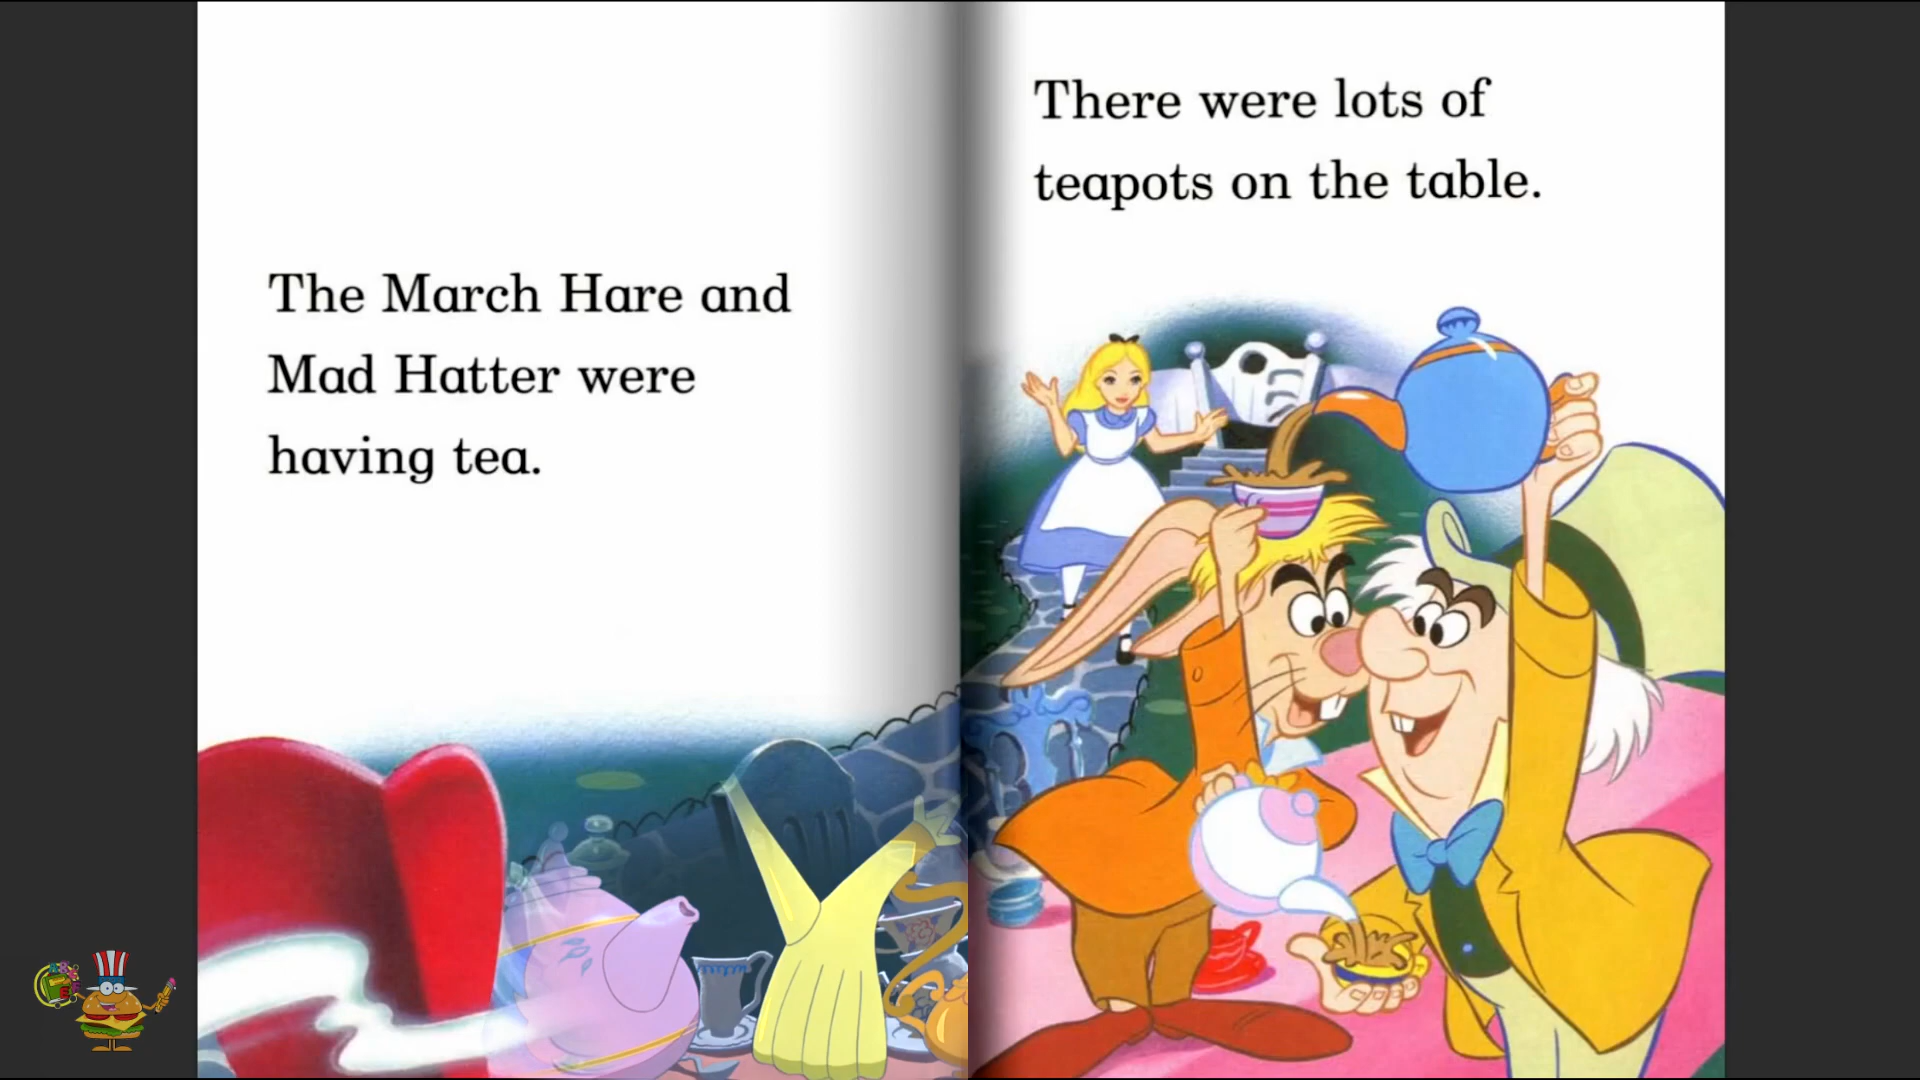 The March Hare and
Mad Hatter were
having tea.
There were lots of
teapots on the table.